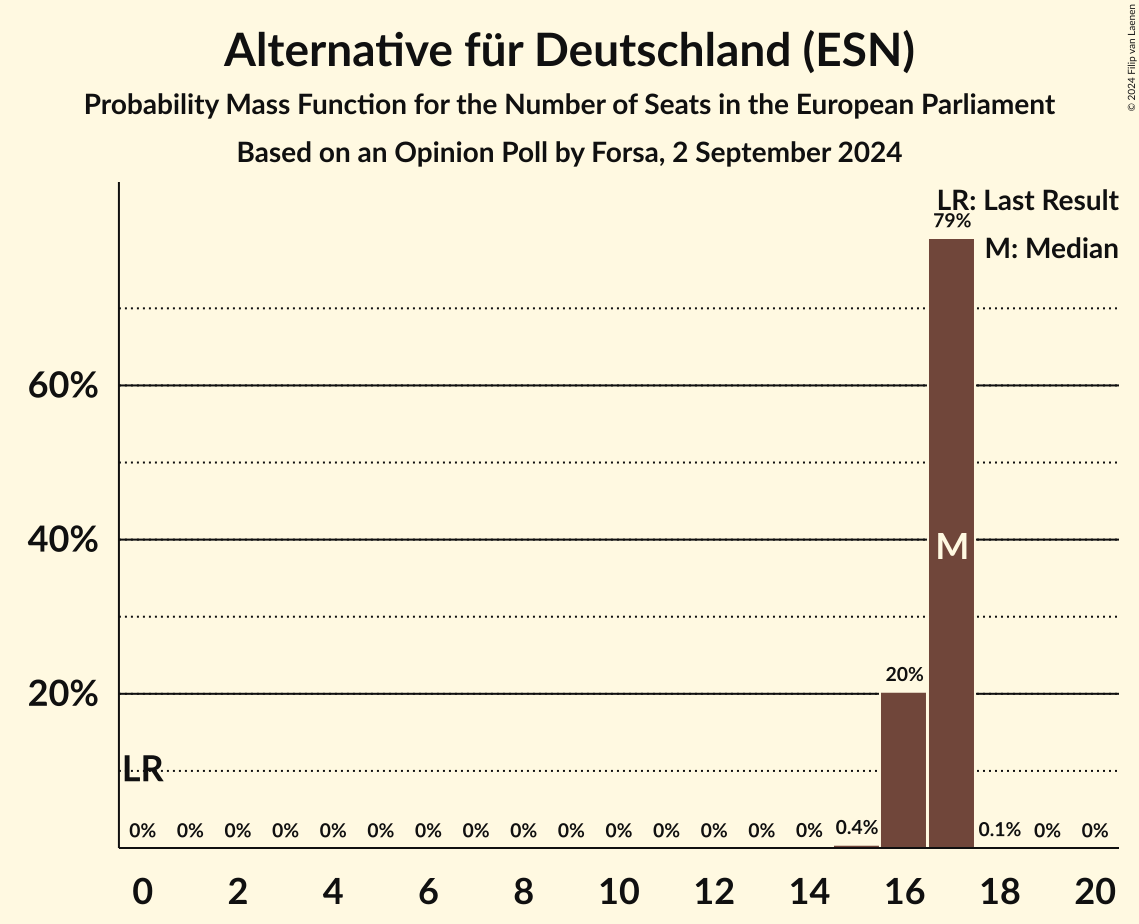 Alternative für Deutschland (ESN)
Probability Mass Function for the Number of Seats in the European Parliament
Based on an Opinion Poll by Forsa, 2 September 2024
© 2024 Filip van Laenen
LR: Last Result
79%
M: Median
60%
40%
M
20%
20%
LR
0% 0% 0% 0% 0% 0% 0% 0% 0% 0% 0% 0% 0% 0% 0% 0.4% 0.1% 0% 0%
0 2 4 6 8 10 12 14 16 18 20